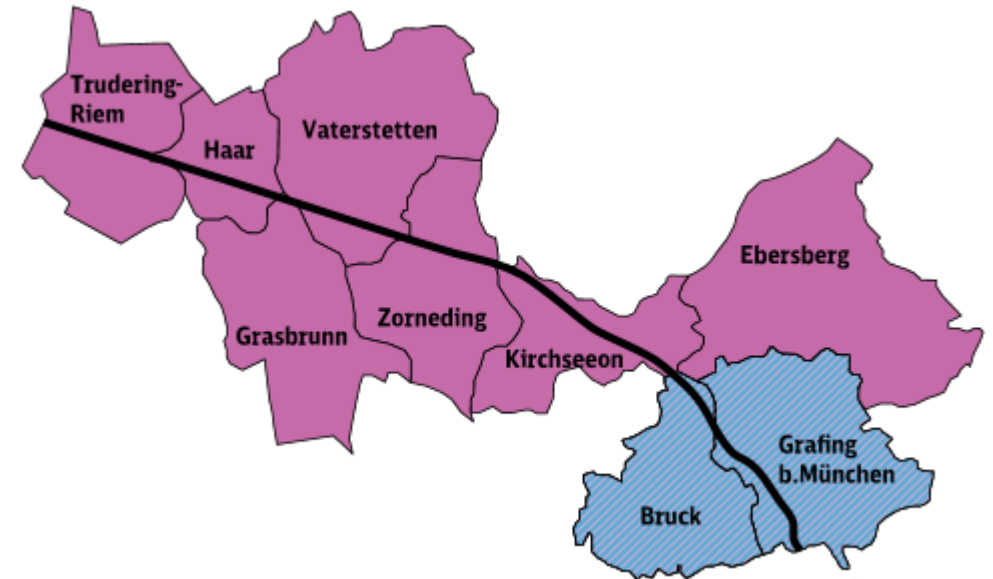 Trudering-
Riem
Haar
Vaterstetten
Ebersberg
Zorneding
Grasbrunn
Kirchseeon
Grafing
b.München
Bruck